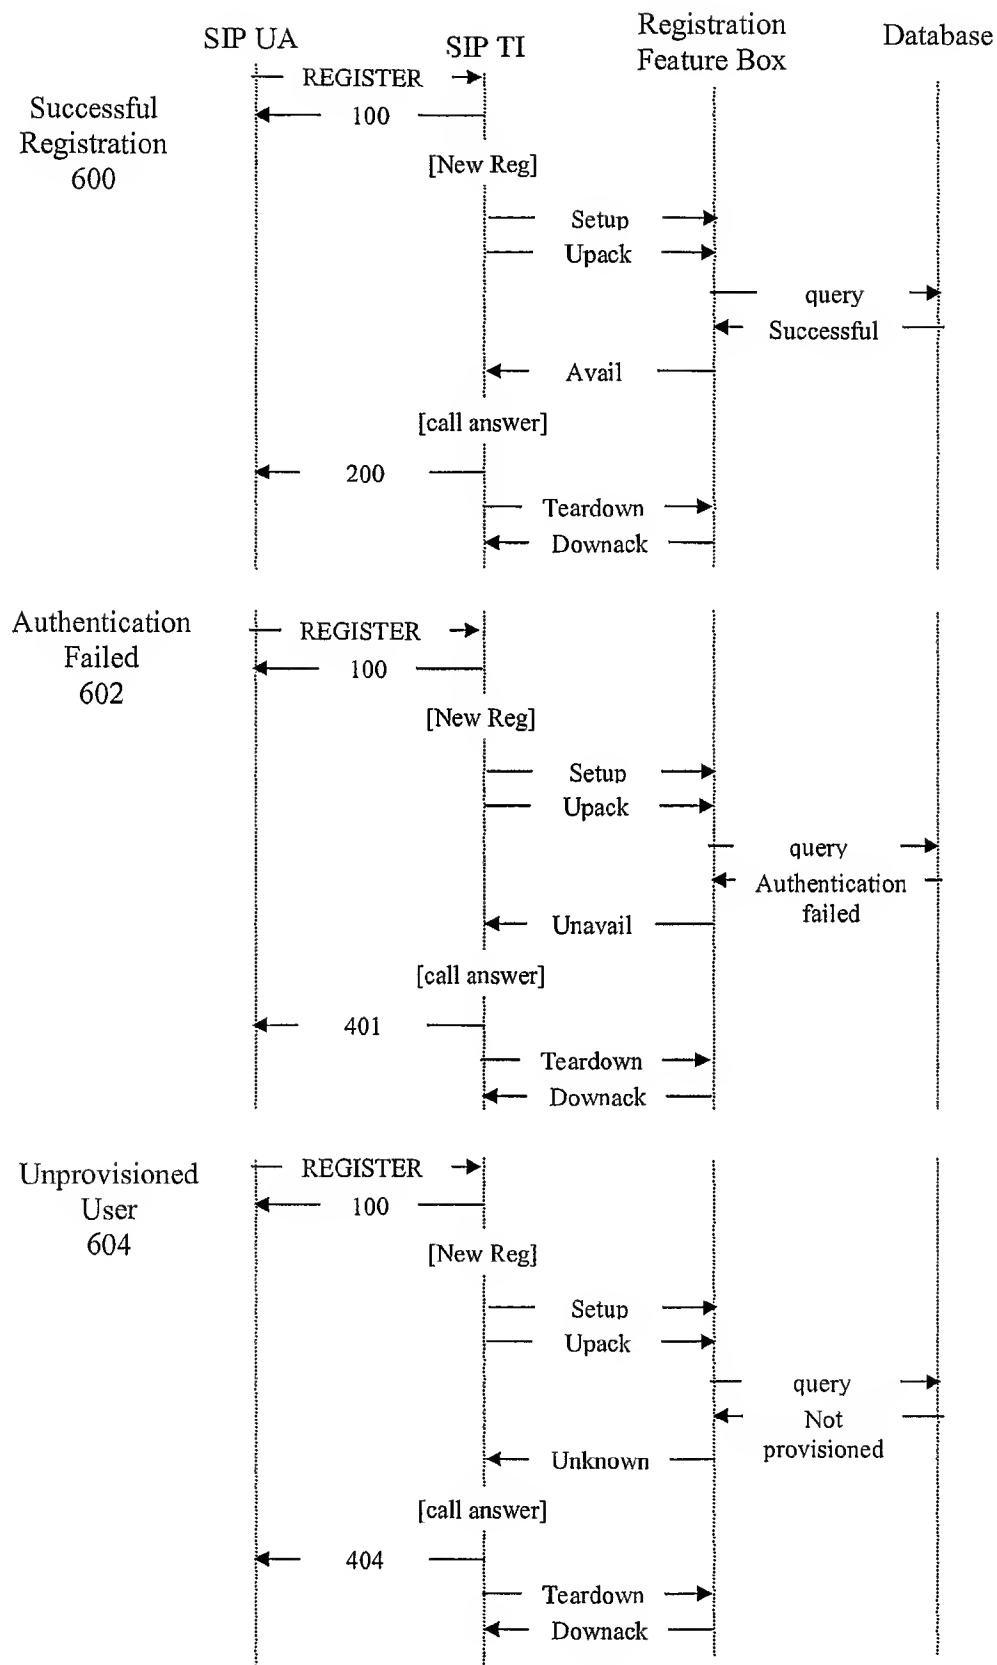 SIP UA
SIP TI
Registration
Feature Box
Database
Successful
Registration
600
REGISTER
100
[New Reg]
Setup
Upack
query
Successful
Avail
[call answer]
200
Teardown
Downack
Authentication
Failed
602
REGISTER
100
[New Reg]
Setup
Upack
query
Authentication
failed
Unavail
[call answer]
401
Teardown
Downack
Unprovisioned
User
604
REGISTER
100
[New Reg]
Setup
Upack
query
Not
provisioned
Unknown
[call answer]
404
Teardown
Downack